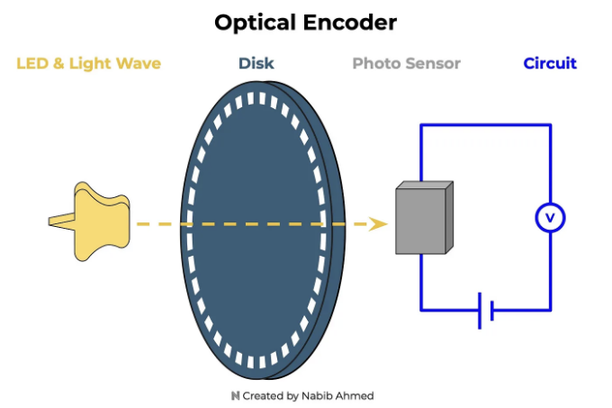 Optical Encoder
LED & Light Wave Disk Photo Sensor Circuit
V
N Created by Nabib Ahmed